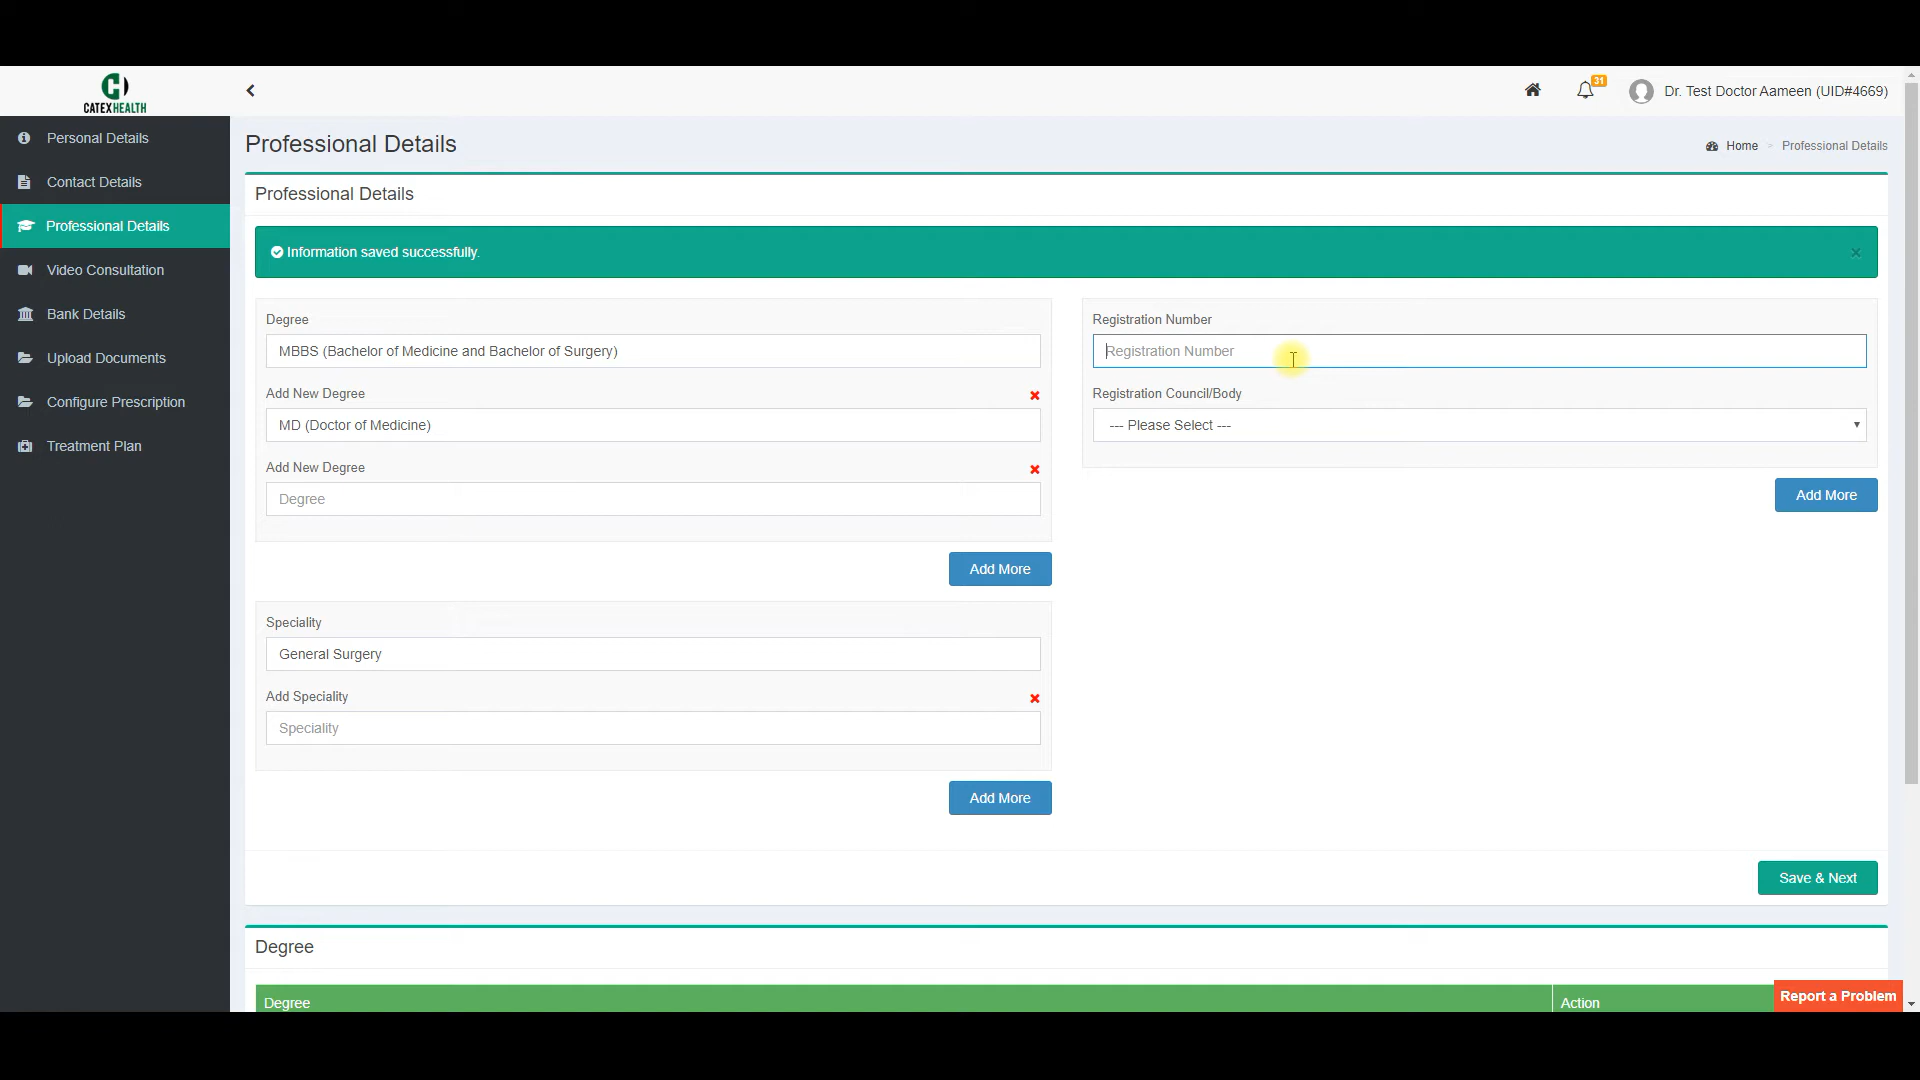 CATEXHEALTH
31
Dr. Test Doctor Aameen (UID#4669)
Personal Details
Contact Details
Professional Details
Video Consultation
Bank Details
Upload Documents
Configure Prescription
Treatment Plan
Professional Details
Home > Professional Details
Professional Details
Information saved successfully.
×
Degree
MBBS (Bachelor of Medicine and Bachelor of Surgery)
Add New Degree
MD (Doctor of Medicine)
Add New Degree
Degree
Add More
Registration Number
Registration Number
Registration Council/Body
--- Please Select ---
Add More
Speciality
General Surgery
Add Speciality
Speciality
Add More
Save & Next
Degree
Degree
Action
Report a Problem